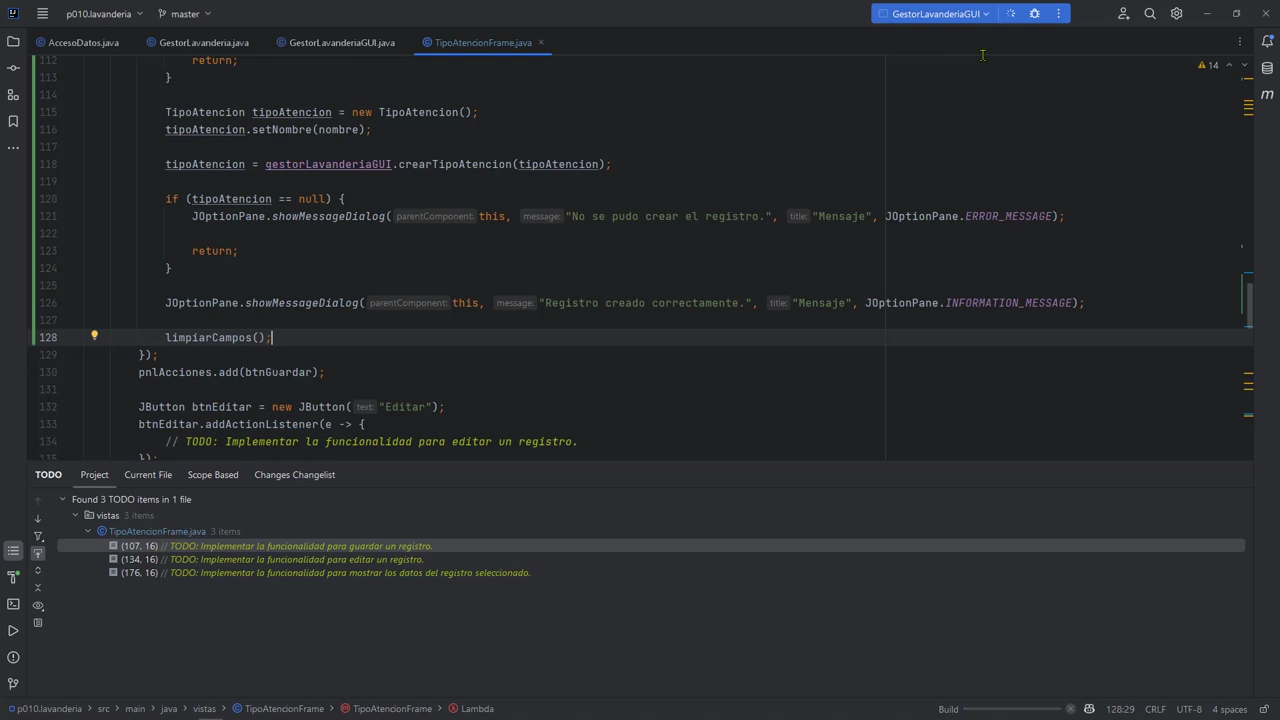 p010.lavanderia master GestorLavanderiaGUI
AccesoDatos.java GestorLavanderia.java GestorLavanderiaGUI.java TipoAtencionFrame.java
14
112 return;
113 }
114
115 TipoAtencion tipoAtencion = new TipoAtencion();
116 tipoAtencion.setNombre(nombre);
117
118 tipoAtencion = gestorLavanderiaGUI.crearTipoAtencion(tipoAtencion);
119
120 if (tipoAtencion == null) {
121 JOptionPane.showMessageDialog( parentComponent: this, message: "No se pudo crear el registro.", title: "Mensaje", JOptionPane.ERROR_MESSAGE);
122
123 return;
124 }
125
126 JOptionPane.showMessageDialog( parentComponent: this, message: "Registro creado correctamente.", title: "Mensaje", JOptionPane.INFORMATION_MESSAGE);
127
128 limpiarCampos();
129 });
130 pnlAcciones.add(btnGuardar);
131
132 JButton btnEditar = new JButton( text: "Editar");
133 btnEditar.addActionListener(e -> {
134 // TODO: Implementar la funcionalidad para editar un registro.
135 });
TODO Project Current File Scope Based Changes Changelist
Found 3 TODO items in 1 file
vistas 3 items
TipoAtencionFrame.java 3 items
(107, 16) // TODO: Implementar la funcionalidad para guardar un registro.
(134, 16) // TODO: Implementar la funcionalidad para editar un registro.
(176, 16) // TODO: Implementar la funcionalidad para mostrar los datos del registro seleccionado.
p010.lavanderia src main java vistas TipoAtencionFrame TipoAtencionFrame Lambda Build 128:29 CRLF UTF-8 4 spaces